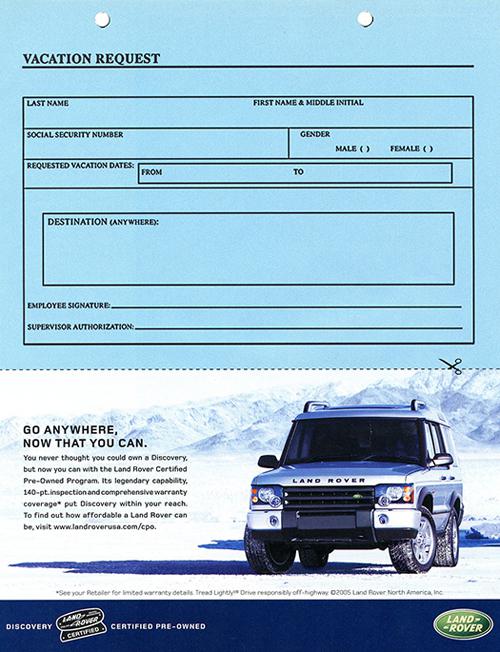 VACATION REQUEST
LAST NAME FIRST NAME & MIDDLE INITIAL
SOCIAL SECURITY NUMBER GENDER
MALE ( ) FEMALE ( )
REQUESTED VACATION DATES: FROM TO
DESTINATION (ANYWHERE):
EMPLOYEE SIGNATURE:
SUPERVISOR AUTHORIZATION:
GO ANYWHERE,
NOW THAT YOU CAN.
You never thought you could own a Discovery,
but now you can with the Land Rover Certified
Pre-Owned Program. Its legendary capability,
140-pt. inspection and comprehensive warranty
coverage* put Discovery within your reach.
To find out how affordable a Land Rover can
be, visit www.landroverusa.com/cpo.
LAND ROVER
*See your Retailer for limited warranty details. Tread Lightly!® Drive responsibly off-highway. ©2005 Land Rover North America, Inc.
DISCOVERY LAND ROVER CERTIFIED CERTIFIED PRE-OWNED
LAND ROVER